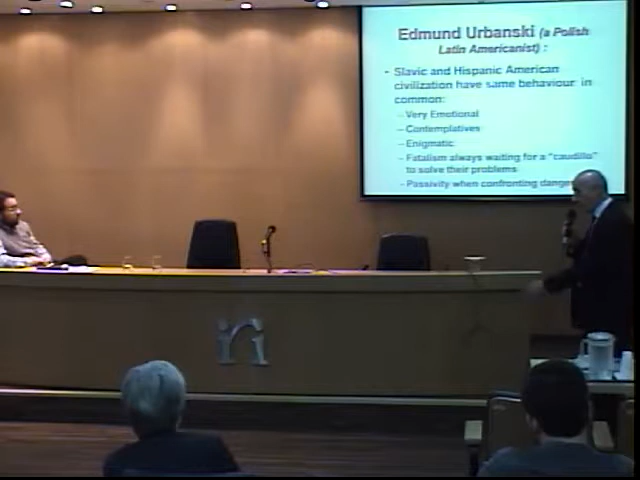 Edmund Urbanski (a Polish
Latin Americanist) :
• Slavic and Hispanic American
civilization have same behaviour in
common:
– Very Emotional
– Contemplatives
– Enigmatic
– Fatalism always waiting for a "caudillo"
to solve their problems
– Passivity when confronting
iri